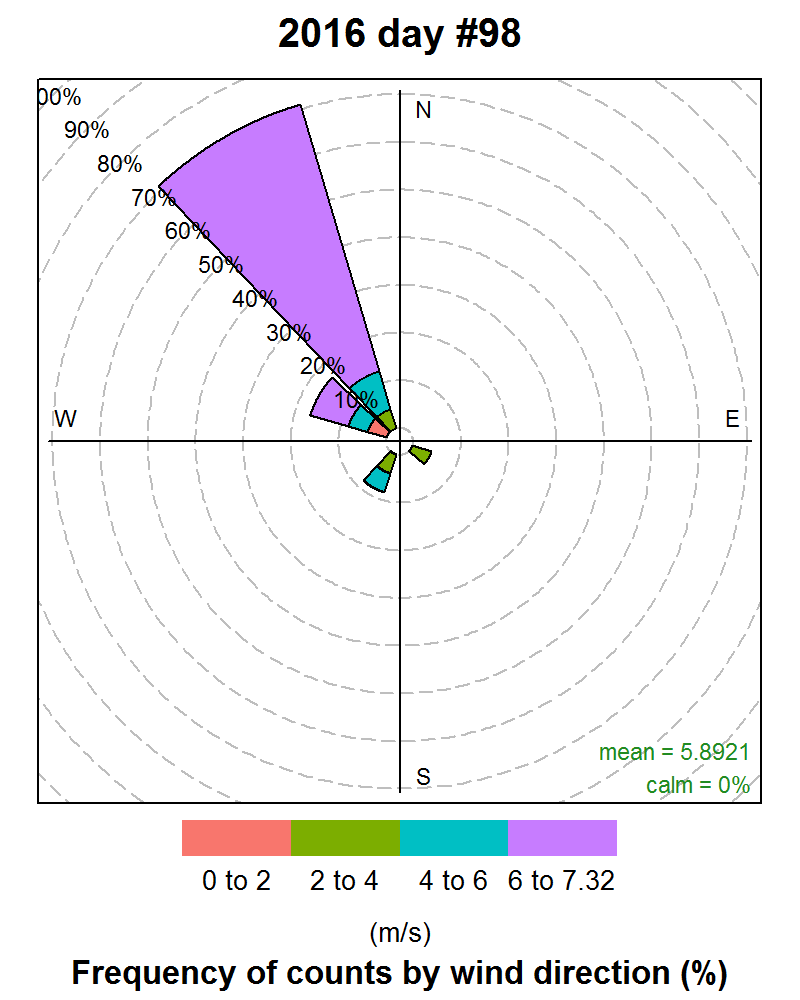 2016 day #98
00%
90%
80%
70%
60%
50%
40%
30%
20%
10%
N
W
E
S
mean = 5.8921
calm = 0%
0 to 2 2 to 4 4 to 6 6 to 7.32
(m/s)
Frequency of counts by wind direction (%)